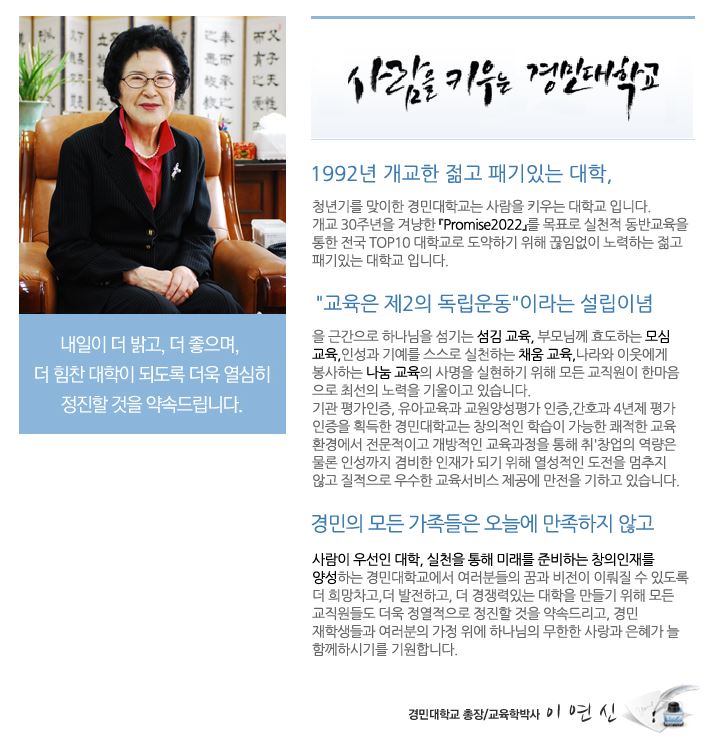 사람을 키우는 경민대학교
1992년 개교한 젊고 패기있는 대학,
청년기를 맞이한 경민대학교는 사람을 키우는 대학교 입니다.
개교 30주년을 겨냥한 『Promise2022』를 목표로 실천적 동반교육을
통한 전국 TOP10 대학교로 도약하기 위해 끊임없이 노력하는 젊고
패기있는 대학교 입니다.
"교육은 제2의 독립운동"이라는 설립이념
을 근간으로 하나님을 섬기는 섬김 교육, 부모님께 효도하는 모심
교육,인성과 기예를 스스로 실천하는 채움 교육,나라와 이웃에게
봉사하는 나눔 교육의 사명을 실현하기 위해 모든 교직원이 한마음
으로 최선의 노력을 기울이고 있습니다.
기관 평가인증, 유아교육과 교원양성평가 인증,간호과 4년제 평가
인증을 획득한 경민대학교는 창의적인 학습이 가능한 쾌적한 교육
환경에서 전문적이고 개방적인 교육과정을 통해 취'창업의 역량은
물론 인성까지 겸비한 인재가 되기 위해 열성적인 도전을 멈추지
않고 질적으로 우수한 교육서비스 제공에 만전을 기하고 있습니다.
경민의 모든 가족들은 오늘에 만족하지 않고
사람이 우선인 대학, 실천을 통해 미래를 준비하는 창의인재를
양성하는 경민대학교에서 여러분들의 꿈과 비전이 이뤄질 수 있도록
더 희망차고,더 발전하고, 더 경쟁력있는 대학을 만들기 위해 모든
교직원들도 더욱 정열적으로 정진할 것을 약속드리고, 경민
재학생들과 여러분의 가정 위에 하나님의 무한한 사랑과 은혜가 늘
함께하시기를 기원합니다.
경민대학교 총장/교육학박사 이 연 신
내일이 더 밝고, 더 좋으며,
더 힘찬 대학이 되도록 더욱 열심히
정진할 것을 약속드립니다.